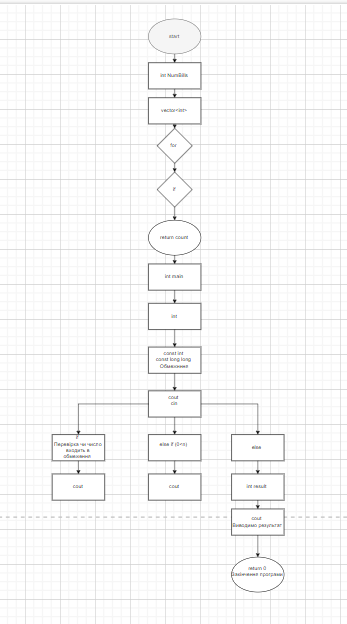 START
int NumBills
vector<int>
for
if
return count
int main
int
const int
const long long
Обмеження
cout
cin
if
Перевірка чи число
входить в
обмеження
else if (0<n)
else
cout
cout
int result
cout
Виводимо результат
return 0
Закінчення програми